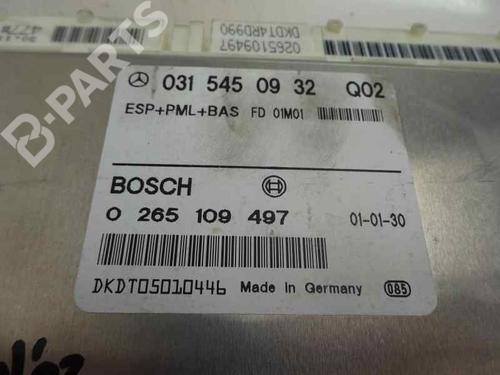 DKDT4RD990
0265109497
031 545 09 32 Q02
ESP+PML+BAS FD 01M01
BOSCH
0 265 109 497 01-01-30
DKDT05010446 Made in Germany 085
B-PARTS